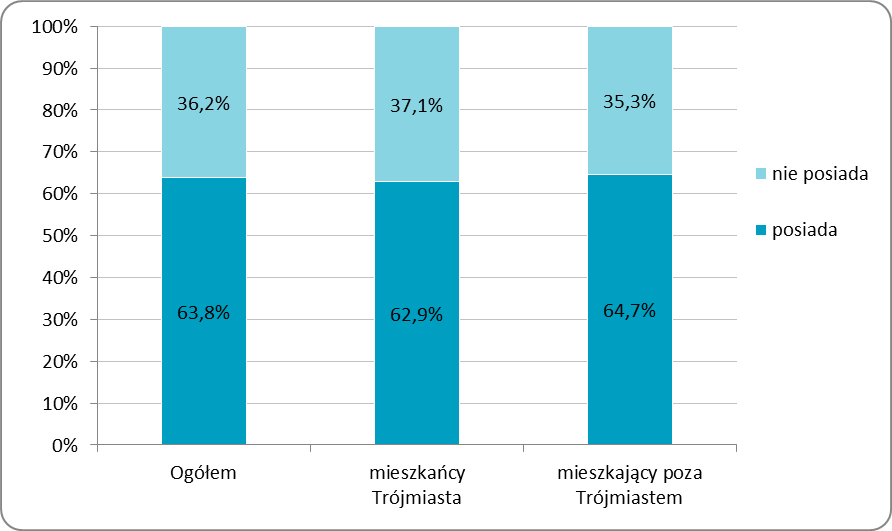 100%
90%
80%
70%
60%
50%
40%
30%
20%
10%
0%
36,2%
37,1%
35,3%
63,8%
62,9%
64,7%
Ogółem
mieszkańcy
Trójmiasta
mieszkający poza
Trójmiastem
nie posiada
posiada